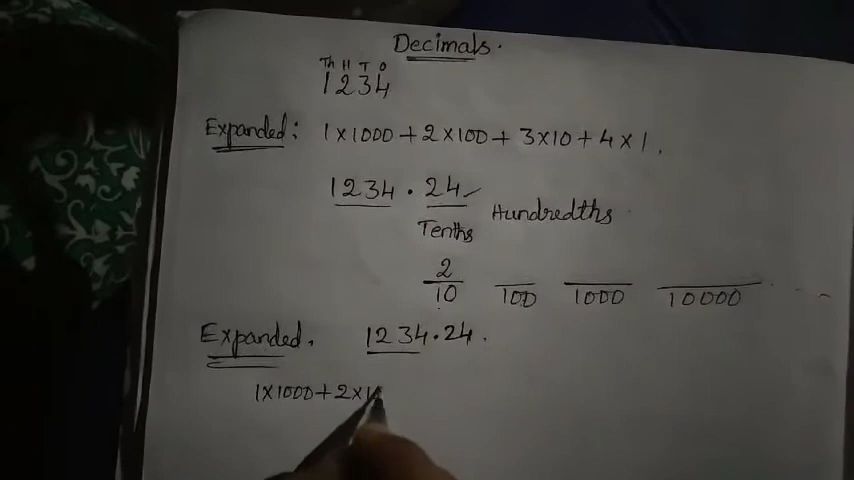 Decimals.
Th H T O
1234
Expanded: 1×1000+2×100+3×10+4×1.
1234.24
Tenths Hundredths
2/10 /100 /1000 /10000 ...
Expanded. 1234.24.
1×1000+2×1